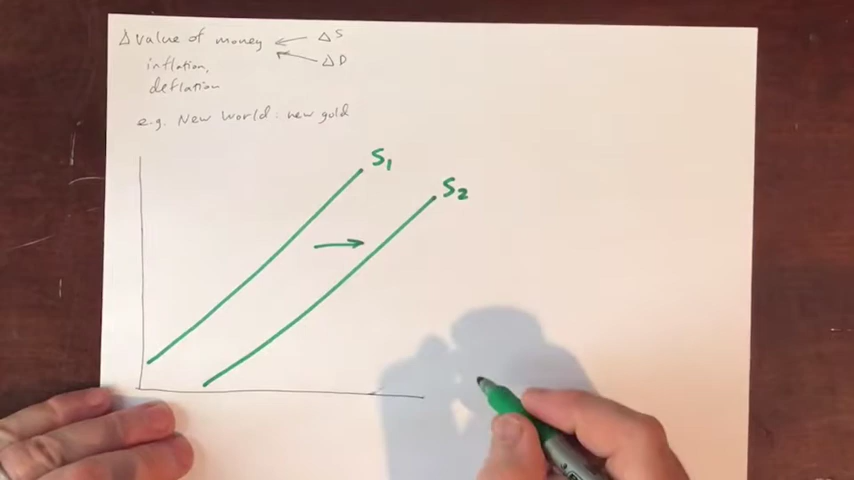 Δ value of money ← ΔS
← ΔD
inflation,
deflation
e.g. New World: new gold
S1
S2